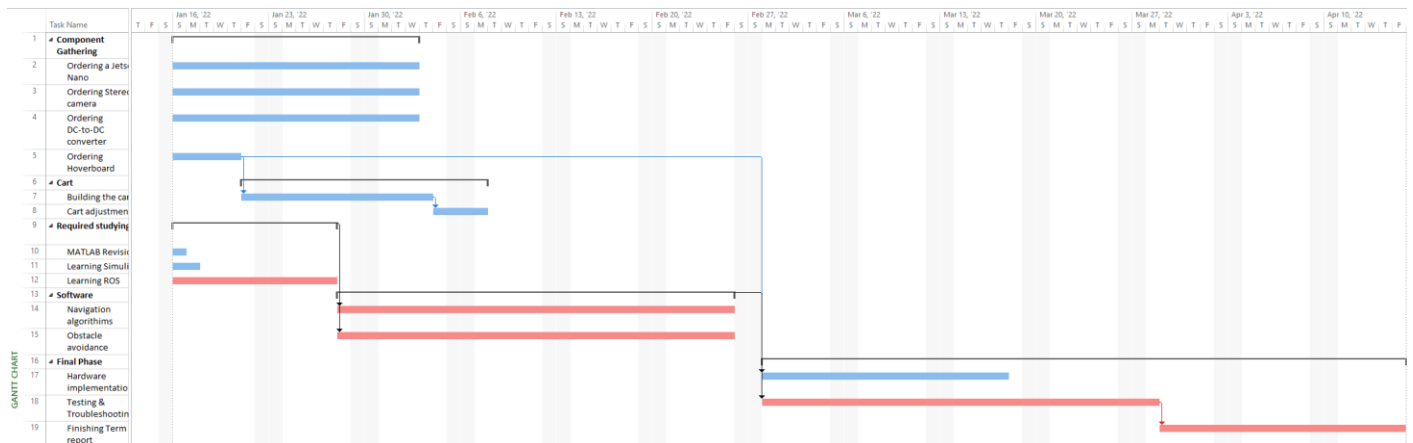 Task Name
Jan 16, '22 Jan 23, '22 Jan 30, '22 Feb 6, '22 Feb 13, '22 Feb 20, '22 Feb 27, '22 Mar 6, '22 Mar 13, '22 Mar 20, '22 Mar 27, '22 Apr 3, '22 Apr 10, '22
T F S S M T W T F S S M T W T F S S M T W T F S S M T W T F S S M T W T F S S M T W T F S S M T W T F S S M T W T F S S M T W T F S S M T W T F S S M T W T F S S M T W T F S S M T W T F
1 Component
Gathering
2 Ordering a Jets
Nano
3 Ordering Stere
camera
4 Ordering
DC-to-DC
converter
5 Ordering
Hoverboard
6 Cart
7 Building the car
8 Cart adjustmen
9 Required studying
10 MATLAB Revisi
11 Learning Simuli
12 Learning ROS
13 Software
14 Navigation
algorithims
15 Obstacle
avoidance
16 Final Phase
17 Hardware
implementatio
18 Testing &
Troubleshootin
19 Finishing Term
report
GANTT CHART